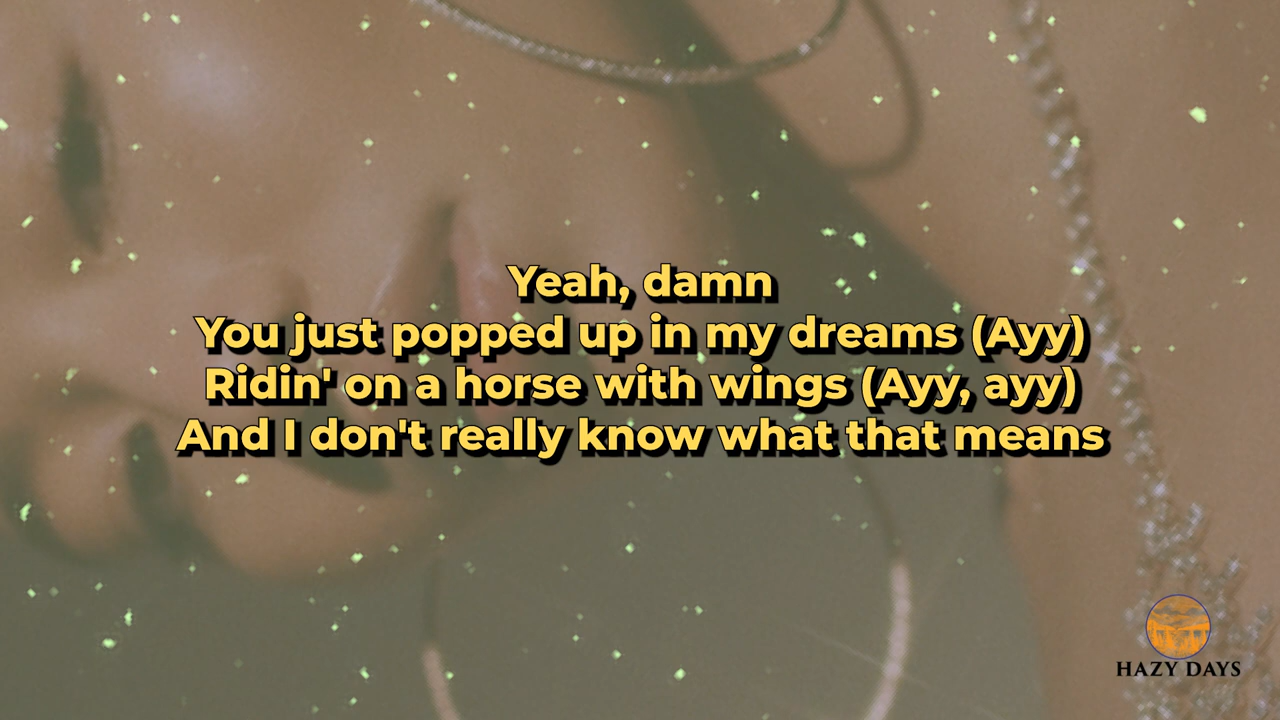 Yeah, damn
You just popped up in my dreams (Ayy)
Ridin' on a horse with wings (Ayy, ayy)
And I don't really know what that means
HAZY DAYS